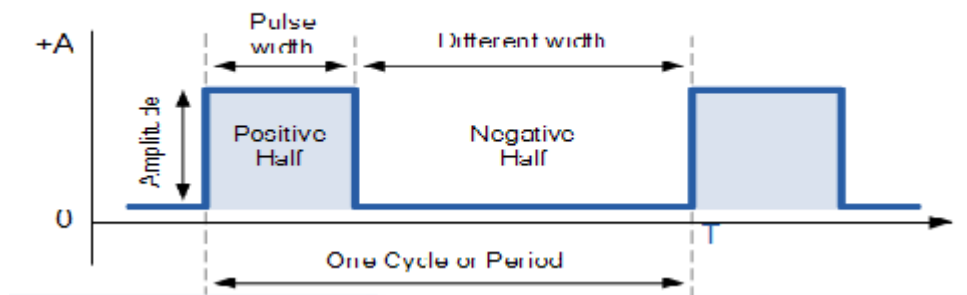 Pulse
width
+A
Different width
Amplitude
Positive
Half
Negative
Half
0
T
One Cycle or Period